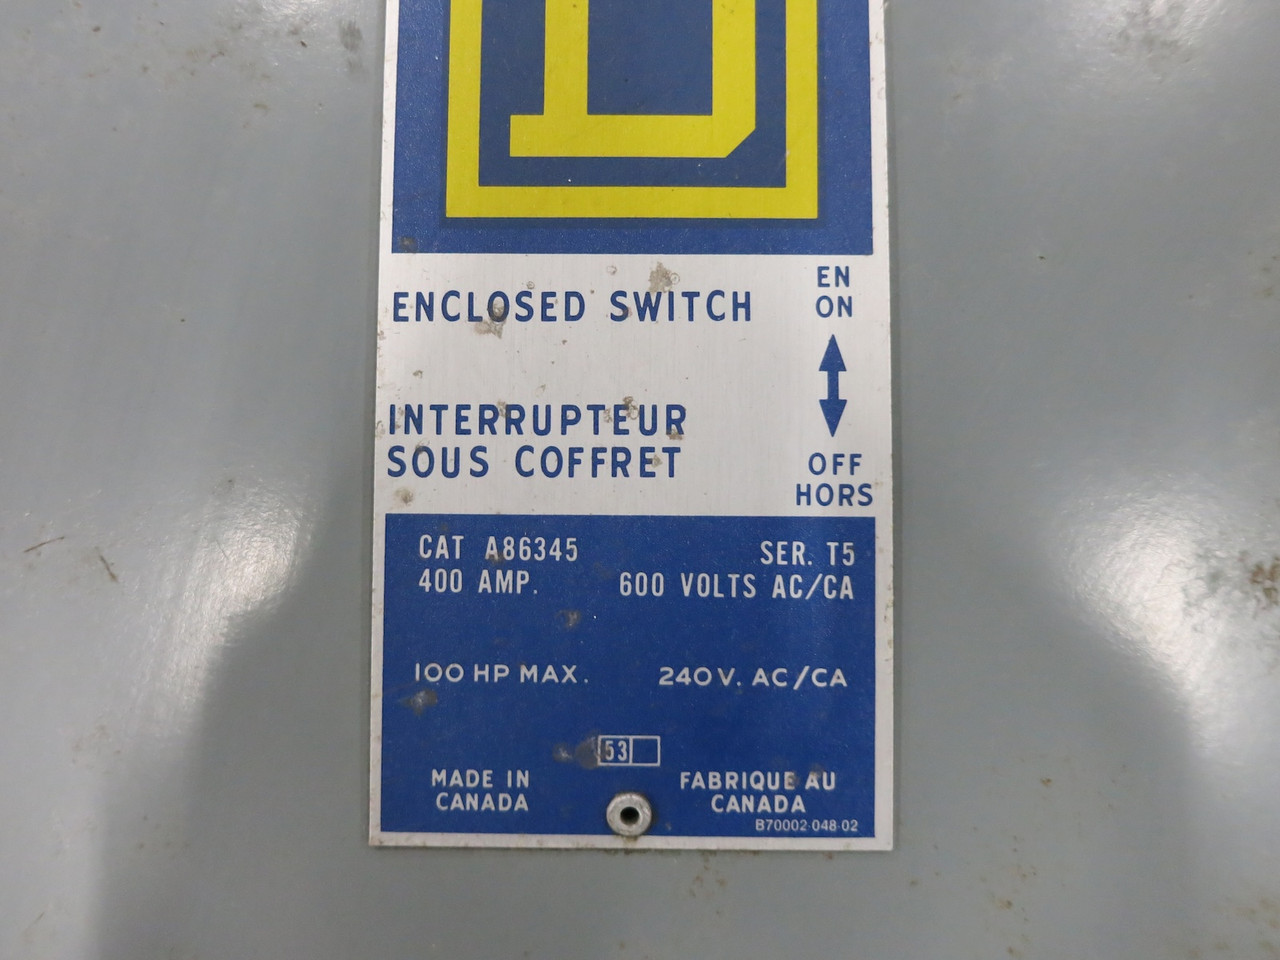 D
ENCLOSED SWITCH
EN
ON
INTERRUPTEUR
SOUS COFFRET
OFF
HORS
CAT A86345 SER. T5
400 AMP. 600 VOLTS AC/CA
100 HP MAX. 240V. AC/CA
53
MADE IN
CANADA
FABRIQUE AU
CANADA
B70002-048-02